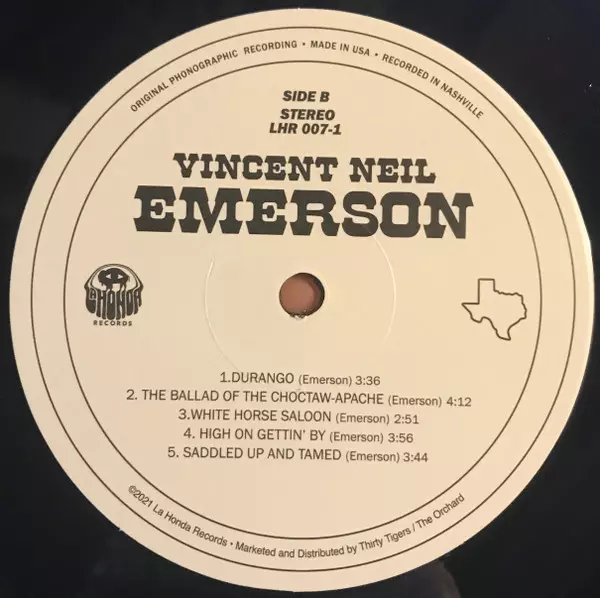 ORIGINAL PHONOGRAPHIC RECORDING • MADE IN USA • RECORDED IN NASHVILLE
SIDE B
STEREO
LHR 007-1
VINCENT NEIL
EMERSON
LA HONDA
RECORDS
1.DURANGO (Emerson) 3:36
2. THE BALLAD OF THE CHOCTAW-APACHE (Emerson) 4:12
3.WHITE HORSE SALOON (Emerson) 2:51
4. HIGH ON GETTIN' BY (Emerson) 3:56
5. SADDLED UP AND TAMED (Emerson) 3:44
©2021 La Honda Records • Marketed and Distributed by Thirty Tigers / The Orchard